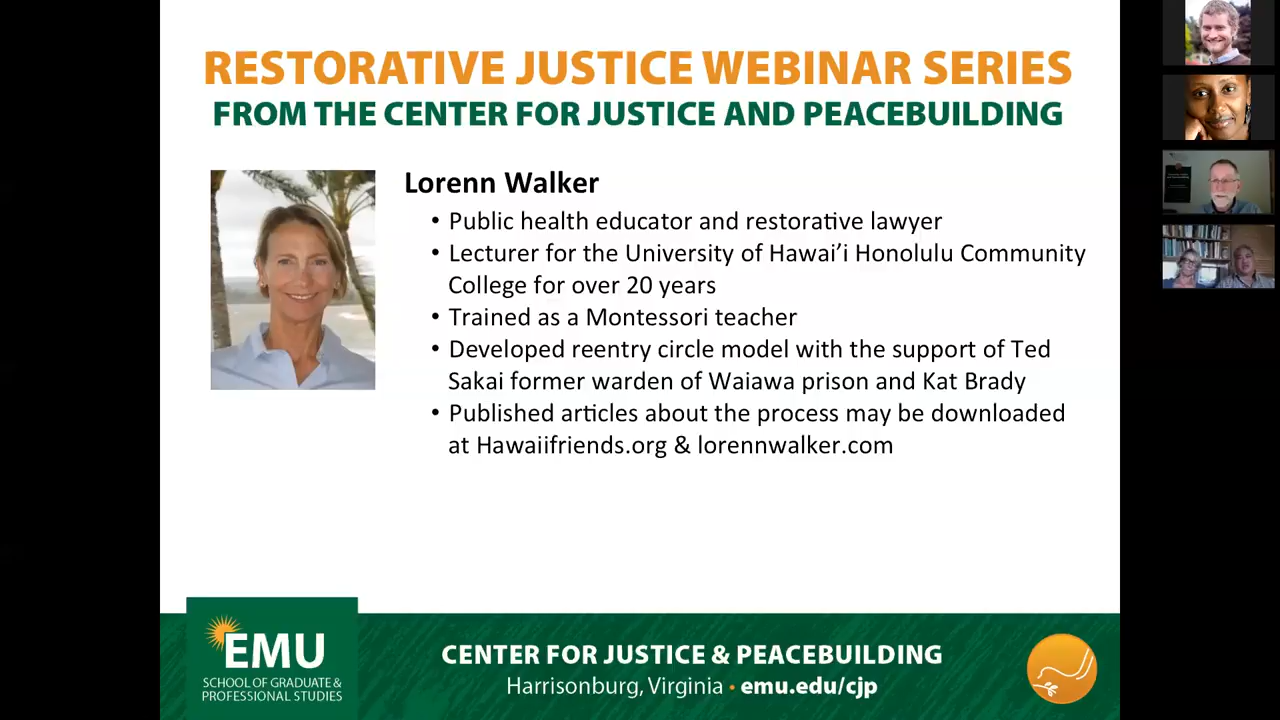 RESTORATIVE JUSTICE WEBINAR SERIES
FROM THE CENTER FOR JUSTICE AND PEACEBUILDING
Lorenn Walker
• Public health educator and restorative lawyer
• Lecturer for the University of Hawai’i Honolulu Community
College for over 20 years
• Trained as a Montessori teacher
• Developed reentry circle model with the support of Ted
Sakai former warden of Waiawa prison and Kat Brady
• Published articles about the process may be downloaded
at Hawaiifriends.org & lorennwalker.com
EMU
SCHOOL OF GRADUATE &
PROFESSIONAL STUDIES
CENTER FOR JUSTICE & PEACEBUILDING
Harrisonburg, Virginia • emu.edu/cjp